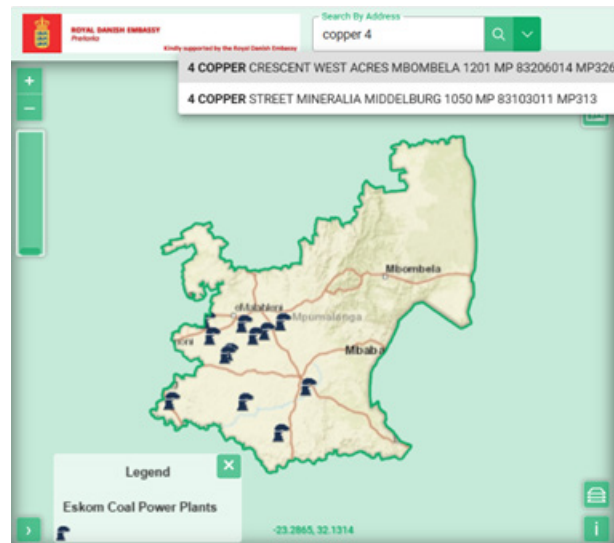 ROYAL DANISH EMBASSY
Pretoria
Kindly supported by the Royal Danish Embassy
Search By Address
copper 4
4 COPPER CRESCENT WEST ACRES MBOMBELA 1201 MP 83206014 MP326
4 COPPER STREET MINERALIA MIDDELBURG 1050 MP 83103011 MP313
+
−
Mbombela
eMalahleni
Mpumalanga
oni
Mbaba
Legend
Eskom Coal Power Plants
-23.2865, 32.1314
i